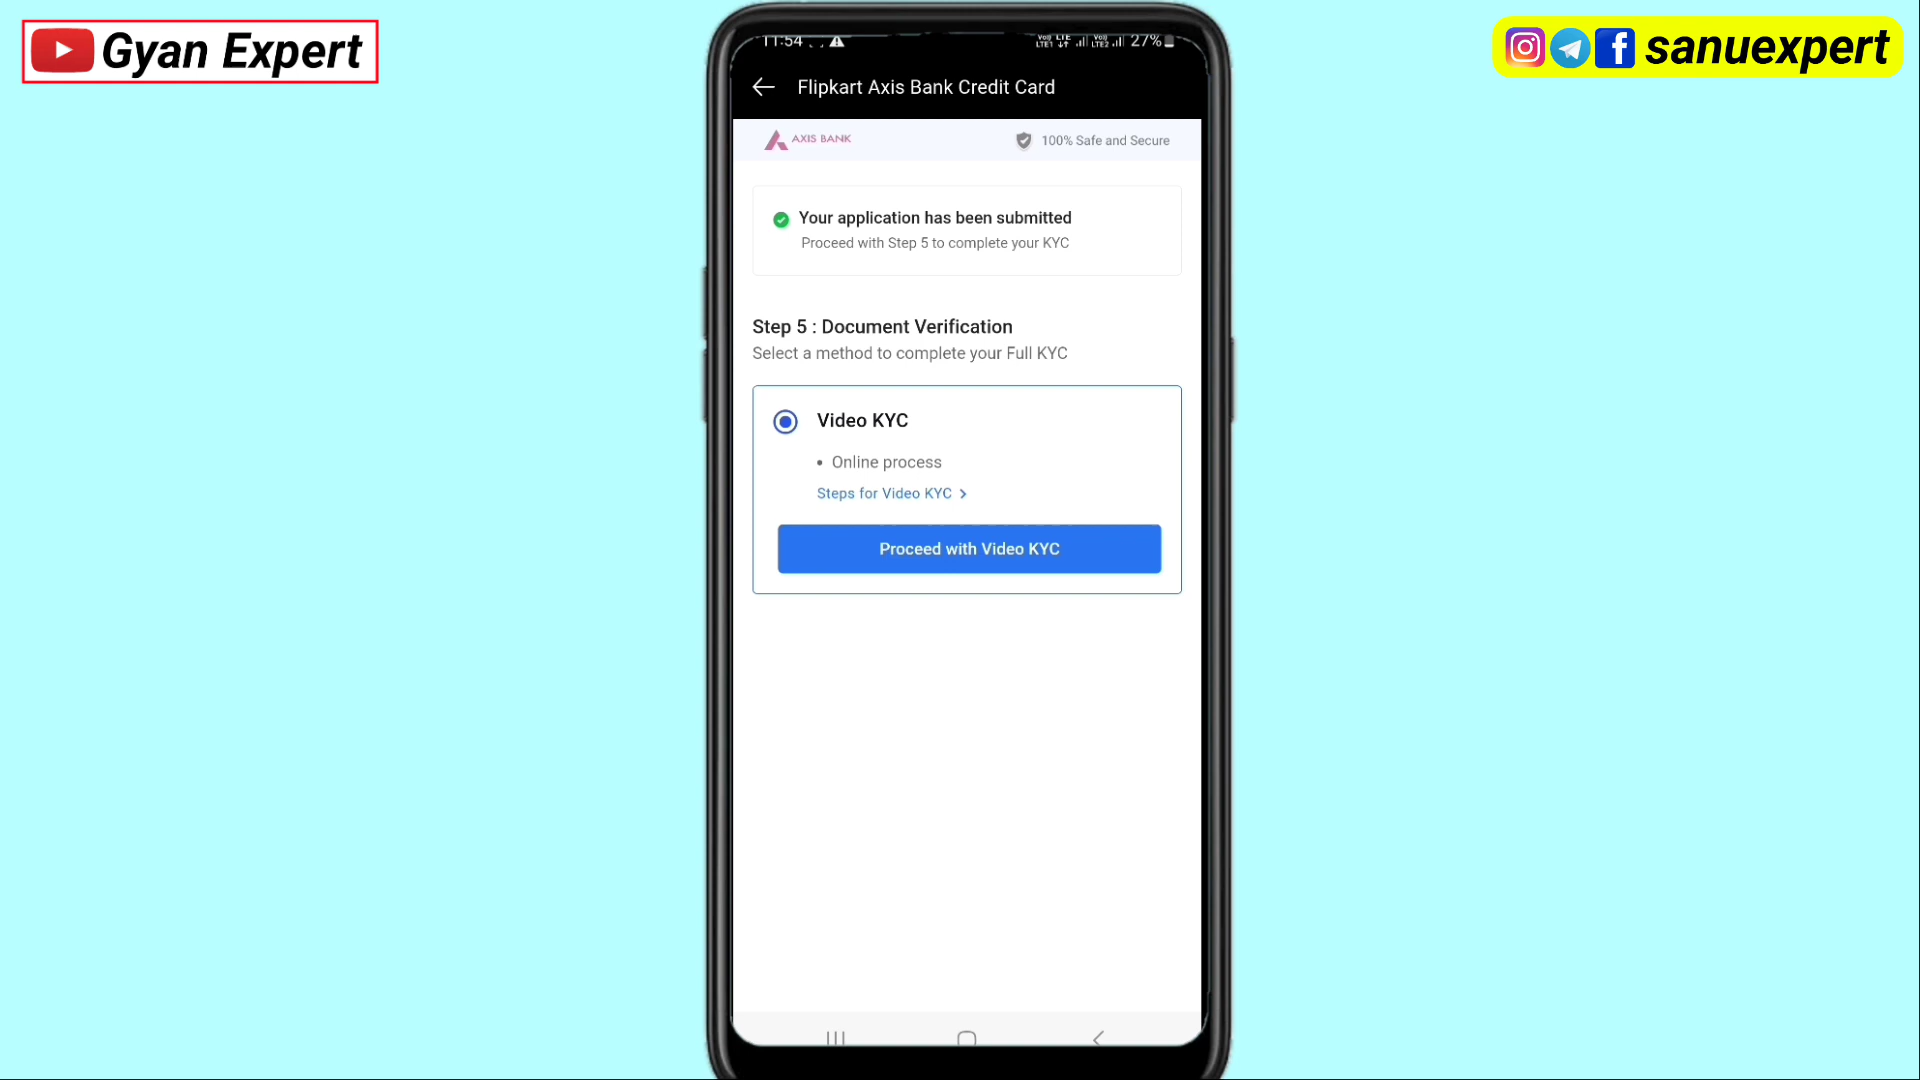 Gyan Expert
sanuexpert
11:54
27%
Flipkart Axis Bank Credit Card
AXIS BANK
100% Safe and Secure
Your application has been submitted
Proceed with Step 5 to complete your KYC
Step 5 : Document Verification
Select a method to complete your Full KYC
Video KYC
• Online process
Steps for Video KYC >
Proceed with Video KYC